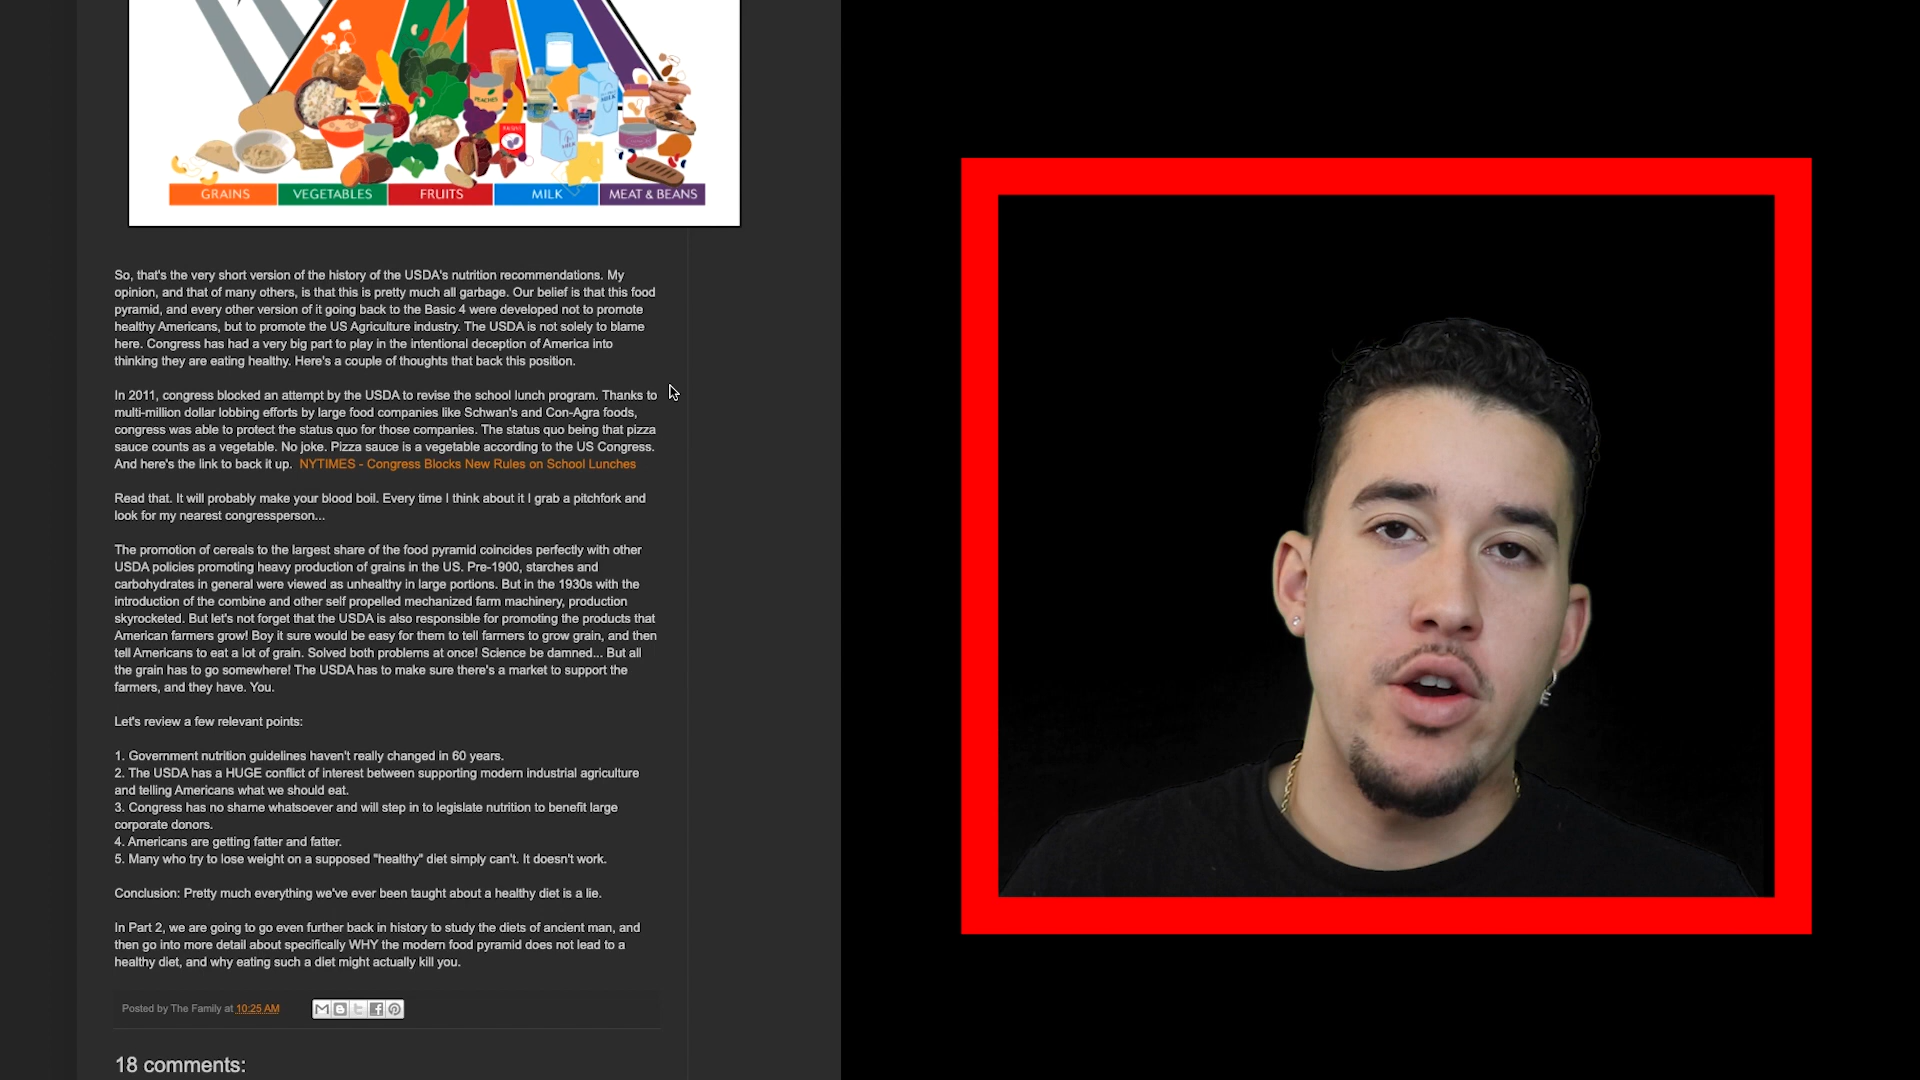 PEACHES
MILK
GRAINS
VEGETABLES
FRUITS
MILK
MEAT & BEANS
So, that's the very short version of the history of the USDA's nutrition recommendations. My
opinion, and that of many others, is that this is pretty much all garbage. Our belief is that this food
pyramid, and every other version of it going back to the Basic 4 were developed not to promote
healthy Americans, but to promote the US Agriculture industry. The USDA is not solely to blame
here. Congress has had a very big part to play in the intentional deception of America into
thinking they are eating healthy. Here's a couple of thoughts that back this position.
In 2011, congress blocked an attempt by the USDA to revise the school lunch program. Thanks to
multi-million dollar lobbing efforts by large food companies like Schwan's and Con-Agra foods,
congress was able to protect the status quo for those companies. The status quo being that pizza
sauce counts as a vegetable. No joke. Pizza sauce is a vegetable according to the US Congress.
And here's the link to back it up. NYTIMES - Congress Blocks New Rules on School Lunches
Read that. It will probably make your blood boil. Every time I think about it I grab a pitchfork and
look for my nearest congressperson...
The promotion of cereals to the largest share of the food pyramid coincides perfectly with other
USDA policies promoting heavy production of grains in the US. Pre-1900, starches and
carbohydrates in general were viewed as unhealthy in large portions. But in the 1930s with the
introduction of the combine and other self propelled mechanized farm machinery, production
skyrocketed. But let's not forget that the USDA is also responsible for promoting the products that
American farmers grow! Boy it sure would be easy for them to tell farmers to grow grain, and then
tell Americans to eat a lot of grain. Solved both problems at once! Science be damned... But all
the grain has to go somewhere! The USDA has to make sure there's a market to support the
farmers, and they have. You.
Let's review a few relevant points:
1. Government nutrition guidelines haven't really changed in 60 years.
2. The USDA has a HUGE conflict of interest between supporting modern industrial agriculture
and telling Americans what we should eat.
3. Congress has no shame whatsoever and will step in to legislate nutrition to benefit large
corporate donors.
4. Americans are getting fatter and fatter.
5. Many who try to lose weight on a supposed "healthy" diet simply can't. It doesn't work.
Conclusion: Pretty much everything we've ever been taught about a healthy diet is a lie.
In Part 2, we are going to go even further back in history to study the diets of ancient man, and
then go into more detail about specifically WHY the modern food pyramid does not lead to a
healthy diet, and why eating such a diet might actually kill you.
Posted by The Family at 10:25 AM
18 comments: